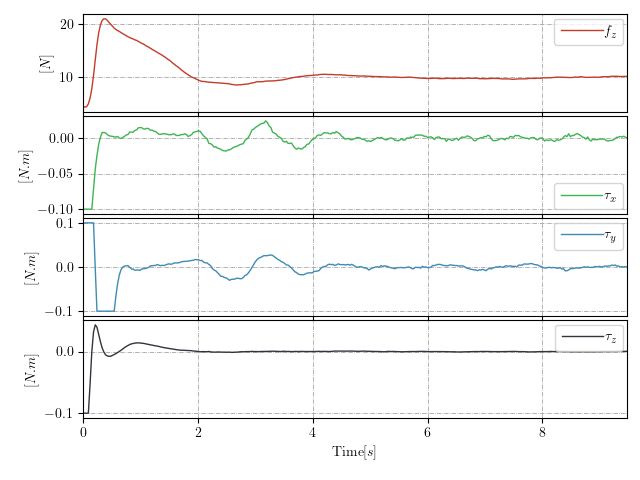 20
10
[N]
f_z
0.00
−0.05
−0.10
[N.m]
τ_x
0.1
0.0
−0.1
[N.m]
τ_y
0.0
−0.1
[N.m]
τ_z
0 2 4 6 8
Time[s]